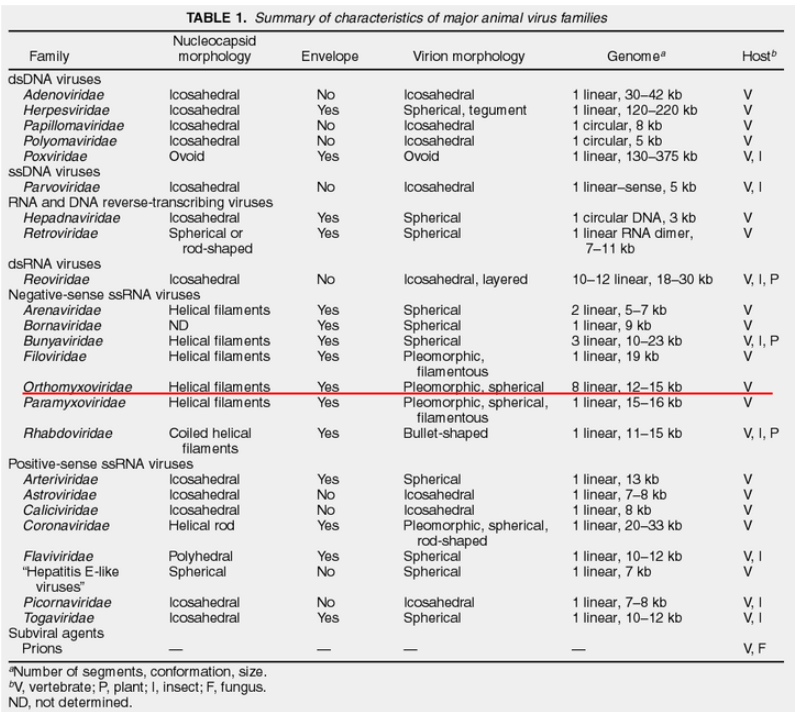 TABLE 1. Summary of characteristics of major animal virus families
Family Nucleocapsid morphology Envelope Virion morphology Genomeᵃ Hostᵇ
dsDNA viruses
Adenoviridae Icosahedral No Icosahedral 1 linear, 30–42 kb V
Herpesviridae Icosahedral Yes Spherical, tegument 1 linear, 120–220 kb V
Papillomaviridae Icosahedral No Icosahedral 1 circular, 8 kb V
Polyomaviridae Icosahedral No Icosahedral 1 circular, 5 kb V
Poxviridae Ovoid Yes Ovoid 1 linear, 130–375 kb V, I
ssDNA viruses
Parvoviridae Icosahedral No Icosahedral 1 linear–sense, 5 kb V, I
RNA and DNA reverse-transcribing viruses
Hepadnaviridae Icosahedral Yes Spherical 1 circular DNA, 3 kb V
Retroviridae Spherical or Yes Spherical 1 linear RNA dimer, V
rod-shaped 7–11 kb
dsRNA viruses
Reoviridae Icosahedral No Icosahedral, layered 10–12 linear, 18–30 kb V, I, P
Negative-sense ssRNA viruses
Arenaviridae Helical filaments Yes Spherical 2 linear, 5–7 kb V
Bornaviridae ND Yes Spherical 1 linear, 9 kb V
Bunyaviridae Helical filaments Yes Spherical 3 linear, 10–23 kb V, I, P
Filoviridae Helical filaments Yes Pleomorphic, 1 linear, 19 kb V
filamentous
Orthomyxoviridae Helical filaments Yes Pleomorphic, spherical 8 linear, 12–15 kb V
Paramyxoviridae Helical filaments Yes Pleomorphic, spherical, 1 linear, 15–16 kb V
filamentous
Rhabdoviridae Coiled helical Yes Bullet-shaped 1 linear, 11–15 kb V, I, P
filaments
Positive-sense ssRNA viruses
Arteriviridae Icosahedral Yes Spherical 1 linear, 13 kb V
Astroviridae Icosahedral No Icosahedral 1 linear, 7–8 kb V
Caliciviridae Icosahedral No Icosahedral 1 linear, 8 kb V
Coronaviridae Helical rod Yes Pleomorphic, spherical, 1 linear, 20–33 kb V
rod-shaped
Flaviviridae Polyhedral Yes Spherical 1 linear, 10–12 kb V, I
"Hepatitis E-like Spherical No Spherical 1 linear, 7 kb V
viruses"
Picornaviridae Icosahedral No Icosahedral 1 linear, 7–8 kb V, I
Togaviridae Icosahedral Yes Spherical 1 linear, 10–12 kb V, I
Subviral agents
Prions — — — — V, F
ᵃNumber of segments, conformation, size.
ᵇV, vertebrate; P, plant; I, insect; F, fungus.
ND, not determined.